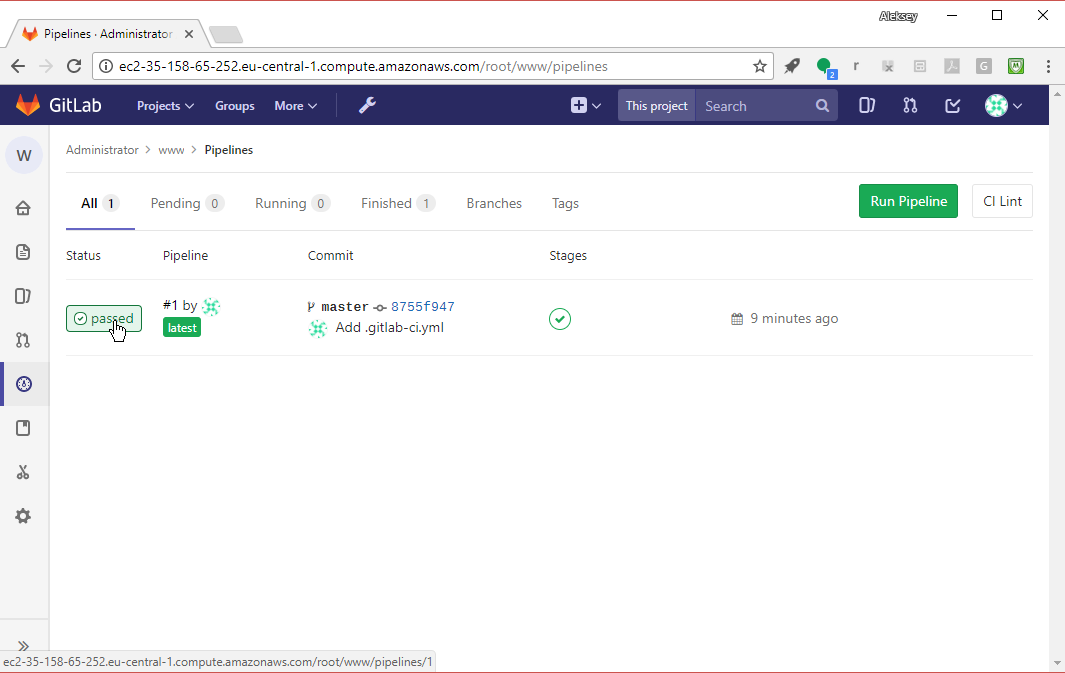 Aleksey
Pipelines · Administrator
ec2-35-158-65-252.eu-central-1.compute.amazonaws.com/root/www/pipelines
2
r
G
GitLab Projects Groups More This project Search
W
Administrator > www > Pipelines
All 1 Pending 0 Running 0 Finished 1 Branches Tags Run Pipeline CI Lint
Status Pipeline Commit Stages
passed #1 by latest master 8755f947 Add .gitlab-ci.yml 9 minutes ago
ec2-35-158-65-252.eu-central-1.compute.amazonaws.com/root/www/pipelines/1